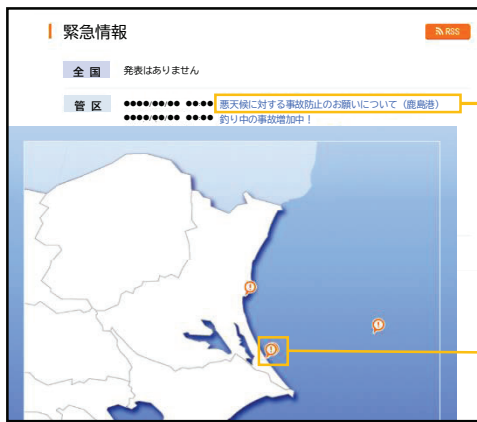 緊急情報
RSS
全国 発表はありません
管区 ●●●●/●●/●● ●●:●● 悪天候に対する事故防止のお願いについて（鹿島港）
●●●●/●●/●● ●●:●● 釣り中の事故増加中！